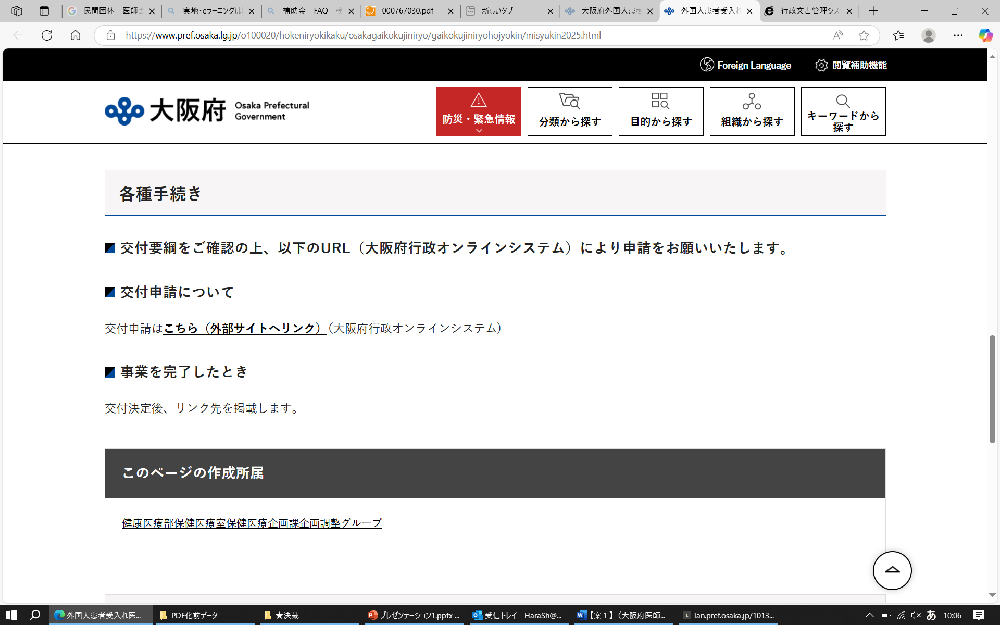 民間団体 医師会
実地・eラーニングは
補助金 FAQ - 検
000767030.pdf
新しいタブ
大阪府外国人患者
外国人患者受入れ
行政文書管理シス
https://www.pref.osaka.lg.jp/o100020/hokeniryokikaku/osakagaikokujiniryo/gaikokujiniryohojyokin/misyukin2025.html
Foreign Language
閲覧補助機能
大阪府
Osaka Prefectural
Government
防災・緊急情報
分類から探す
目的から探す
組織から探す
キーワードから
探す
各種手続き
交付要綱をご確認の上、以下のURL（大阪府行政オンラインシステム）により申請をお願いいたします。
交付申請について
交付申請はこちら（外部サイトへリンク）（大阪府行政オンラインシステム）
事業を完了したとき
交付決定後、リンク先を掲載します。
このページの作成所属
健康医療部保健医療室保健医療企画課企画調整グループ
外国人患者受入れ医...
PDF化前データ
★決裁
プレゼンテーション1.pptx ...
受信トレイ - HaraSh@...
【案１】（大阪府医師...
lan.pref.osaka.jp/1013...
あ
10:06